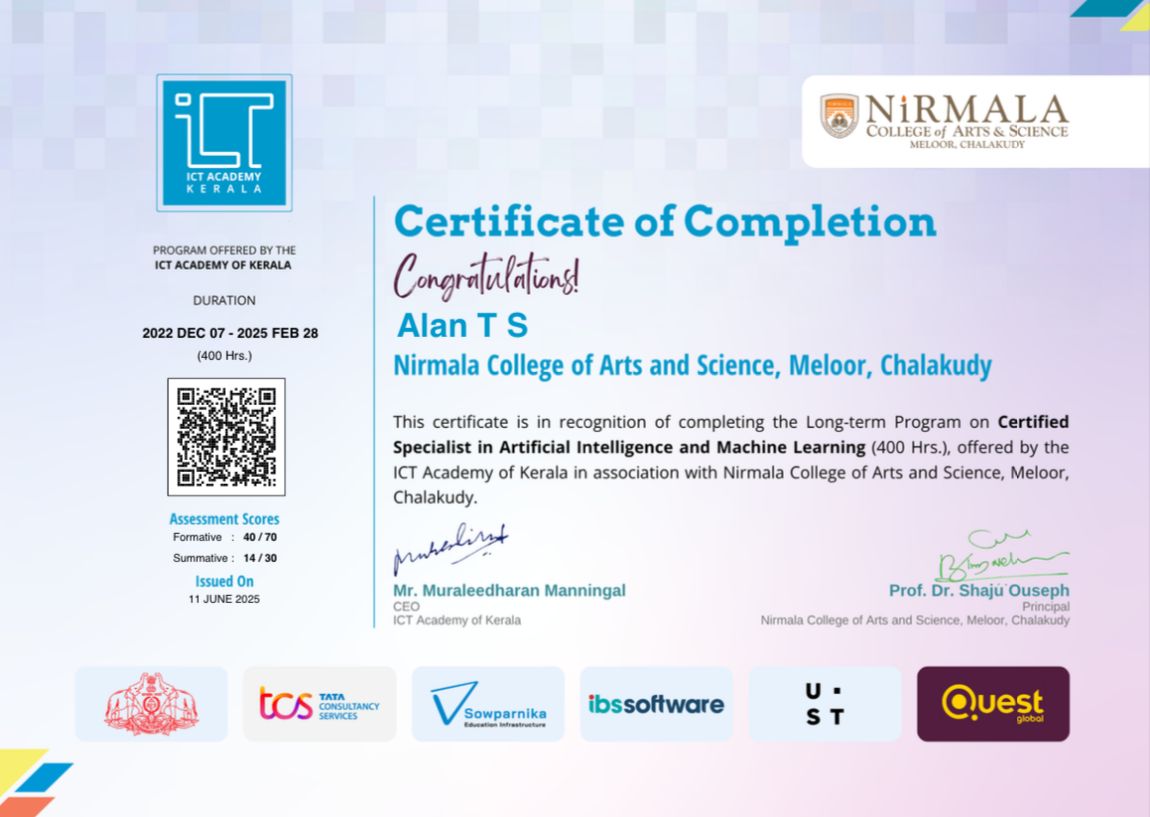 ICT ACADEMY
KERALA
PROGRAM OFFERED BY THE
ICT ACADEMY OF KERALA
DURATION
2022 DEC 07 - 2025 FEB 28
(400 Hrs.)
Assessment Scores
Formative : 40 / 70
Summative : 14 / 30
Issued On
11 JUNE 2025
NiRMALA
COLLEGE of ARTS & SCIENCE
MELOOR, CHALAKUDY
Certificate of Completion
Congratulations!
Alan T S
Nirmala College of Arts and Science, Meloor, Chalakudy
This certificate is in recognition of completing the Long-term Program on Certified
Specialist in Artificial Intelligence and Machine Learning (400 Hrs.), offered by the
ICT Academy of Kerala in association with Nirmala College of Arts and Science, Meloor,
Chalakudy.
Mr. Muraleedharan Manningal
CEO
ICT Academy of Kerala
Prof. Dr. Shaju Ouseph
Principal
Nirmala College of Arts and Science, Meloor, Chalakudy
tcs TATA
CONSULTANCY
SERVICES
Sowparnika
Education Infrastructure
ibssoftware
U ·
S T
Quest
global